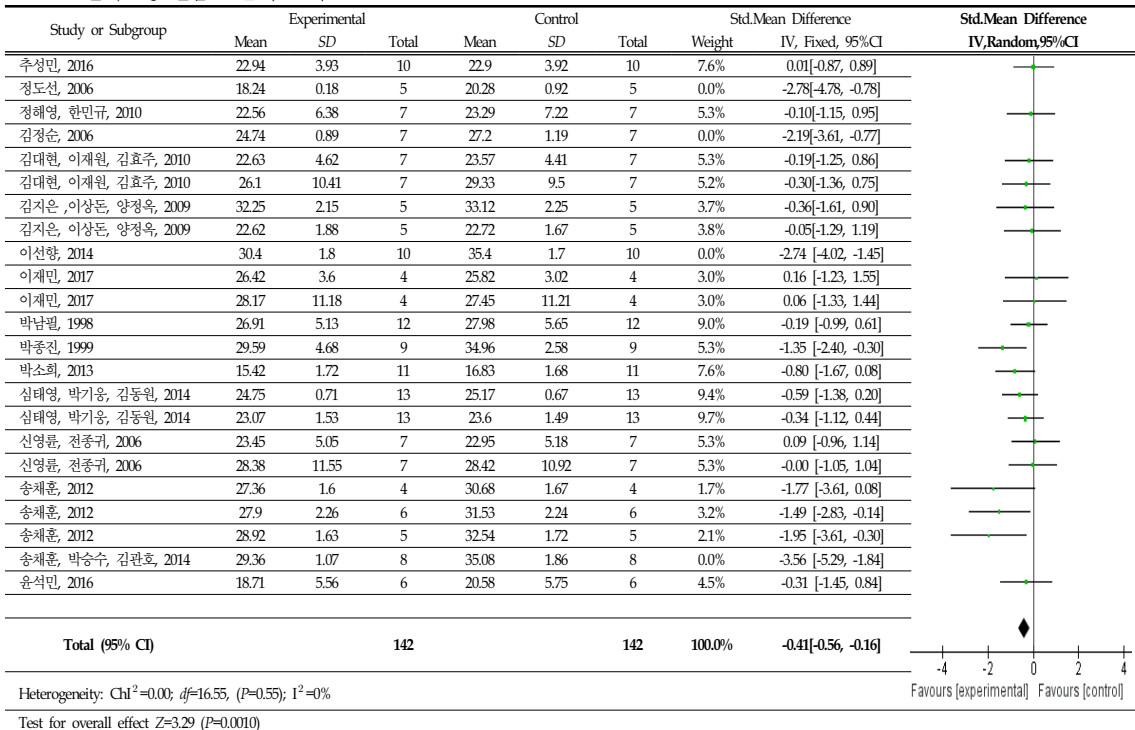 Study or Subgroup Experimental Control Std.Mean Difference Std.Mean Difference
Mean SD Total Mean SD Total Weight IV, Fixed, 95%CI IV,Random,95%CI
추성민, 2016 22.94 3.93 10 22.9 3.92 10 7.6% 0.01[-0.87, 0.89]
정도선, 2006 18.24 0.18 5 20.28 0.92 5 0.0% -2.78[-4.78, -0.78]
정해영, 한민규, 2010 22.56 6.38 7 23.29 7.22 7 5.3% -0.10[-1.15, 0.95]
김정순, 2006 24.74 0.89 7 27.2 1.19 7 0.0% -2.19[-3.61, -0.77]
김대현, 이재원, 김효주, 2010 22.63 4.62 7 23.57 4.41 7 5.3% -0.19[-1.25, 0.86]
김대현, 이재원, 김효주, 2010 26.1 10.41 7 29.33 9.5 7 5.2% -0.30[-1.36, 0.75]
김지은 ,이상돈, 양정옥, 2009 32.25 2.15 5 33.12 2.25 5 3.7% -0.36[-1.61, 0.90]
김지은, 이상돈, 양정옥, 2009 22.62 1.88 5 22.72 1.67 5 3.8% -0.05[-1.29, 1.19]
이선향, 2014 30.4 1.8 10 35.4 1.7 10 0.0% -2.74 [-4.02, -1.45]
이재민, 2017 26.42 3.6 4 25.82 3.02 4 3.0% 0.16 [-1.23, 1.55]
이재민, 2017 28.17 11.18 4 27.45 11.21 4 3.0% 0.06 [-1.33, 1.44]
박남필, 1998 26.91 5.13 12 27.98 5.65 12 9.0% -0.19 [-0.99, 0.61]
박종진, 1999 29.59 4.68 9 34.96 2.58 9 5.3% -1.35 [-2.40, -0.30]
박소희, 2013 15.42 1.72 11 16.83 1.68 11 7.6% -0.80 [-1.67, 0.08]
심태영, 박기웅, 김동원, 2014 24.75 0.71 13 25.17 0.67 13 9.4% -0.59 [-1.38, 0.20]
심태영, 박기웅, 김동원, 2014 23.07 1.53 13 23.6 1.49 13 9.7% -0.34 [-1.12, 0.44]
신영륜, 전종귀, 2006 23.45 5.05 7 22.95 5.18 7 5.3% 0.09 [-0.96, 1.14]
신영륜, 전종귀, 2006 28.38 11.55 7 28.42 10.92 7 5.3% -0.00 [-1.05, 1.04]
송채훈, 2012 27.36 1.6 4 30.68 1.67 4 1.7% -1.77 [-3.61, 0.08]
송채훈, 2012 27.9 2.26 6 31.53 2.24 6 3.2% -1.49 [-2.83, -0.14]
송채훈, 2012 28.92 1.63 5 32.54 1.72 5 2.1% -1.95 [-3.61, -0.30]
송채훈, 박승수, 김관호, 2014 29.36 1.07 8 35.08 1.86 8 0.0% -3.56 [-5.29, -1.84]
윤석민, 2016 18.71 5.56 6 20.58 5.75 6 4.5% -0.31 [-1.45, 0.84]
Total (95% CI) 142 142 100.0% -0.41[-0.56, -0.16]
-4 -2 0 2 4
Heterogeneity: ChI²=0.00; df=16.55, (P=0.55); I²=0% Favours [experimental] Favours [control]
Test for overall effect Z=3.29 (P=0.0010)